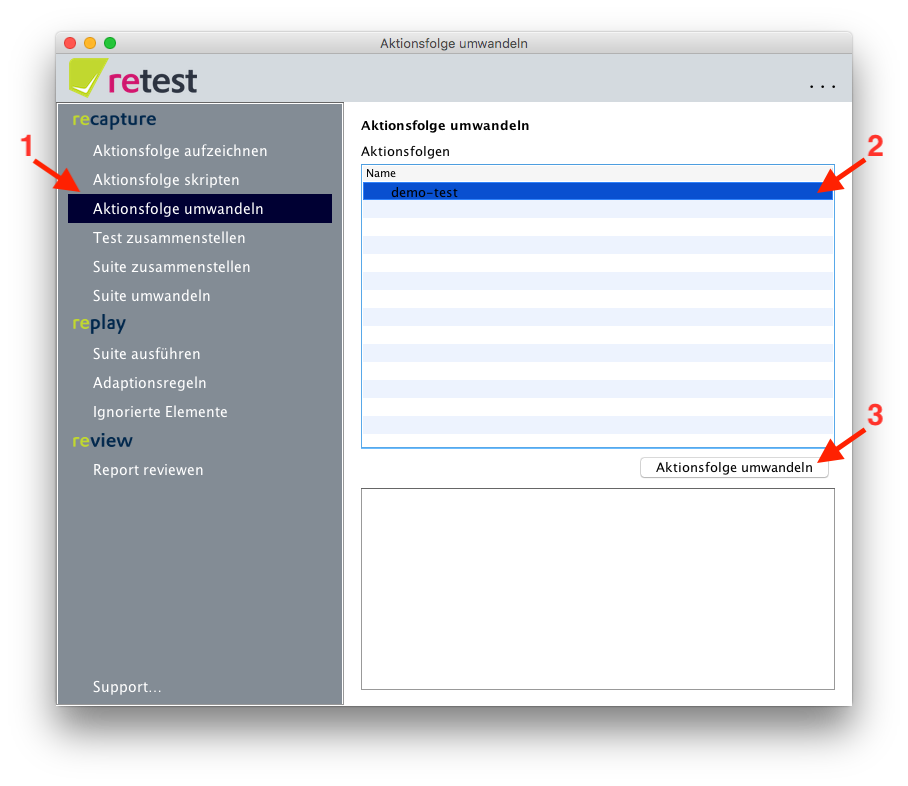 Aktionsfolge umwandeln
retest
...
recapture
Aktionsfolge aufzeichnen
Aktionsfolge skripten
Aktionsfolge umwandeln
Test zusammenstellen
Suite zusammenstellen
Suite umwandeln
replay
Suite ausführen
Adaptionsregeln
Ignorierte Elemente
review
Report reviewen
Support...
1
Aktionsfolge umwandeln
Aktionsfolgen
Name
demo-test
2
Aktionsfolge umwandeln
3